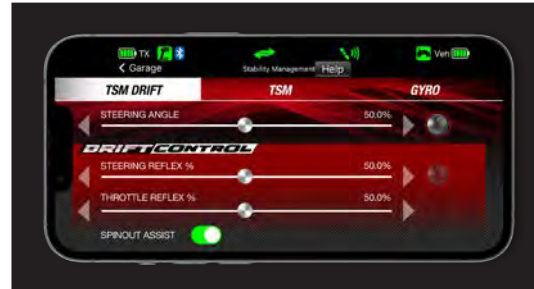 TX Veh
< Garage Stability Management Help
TSM DRIFT TSM GYRO
STEERING ANGLE 50.0%
DRIFT CONTROL
STEERING REFLEX % 50.0%
THROTTLE REFLEX % 50.0%
SPINOUT ASSIST